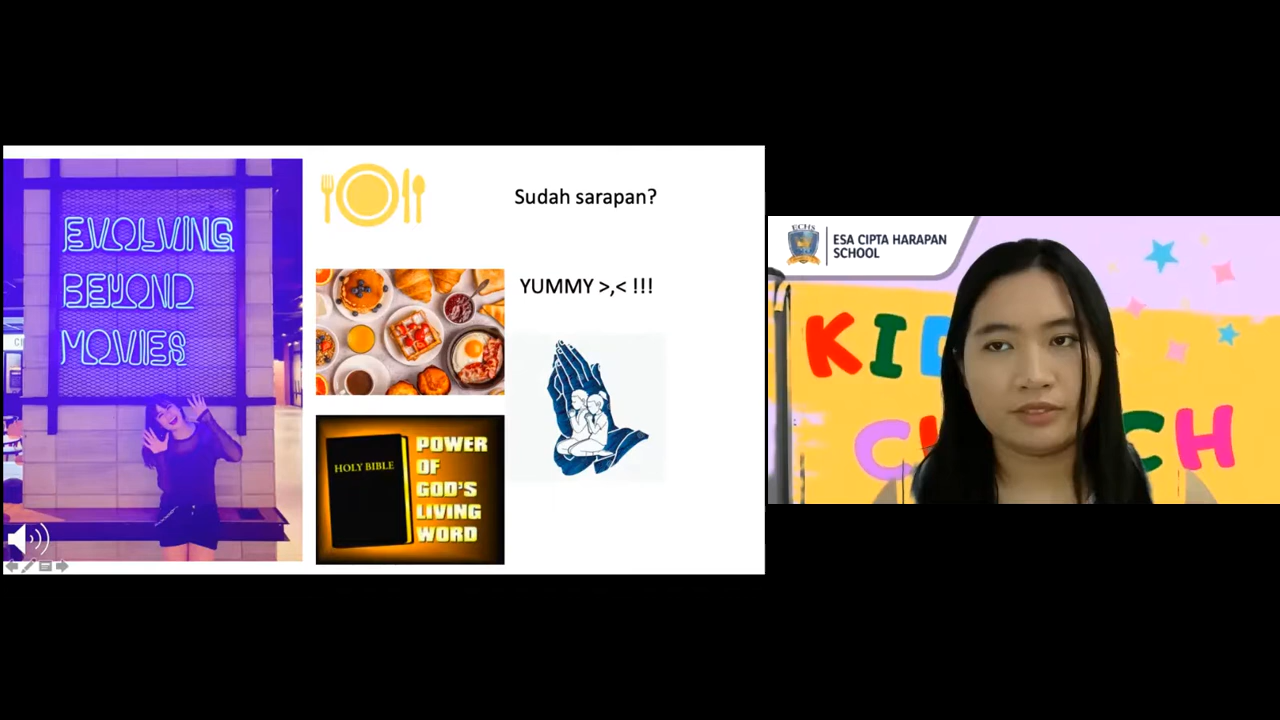 EVOLVING
BEYOND
MOVIES
Sudah sarapan?
YUMMY >,< !!!
HOLY BIBLE
POWER
OF
GOD'S
LIVING
WORD
ECHS
ESA CIPTA HARAPAN
SCHOOL